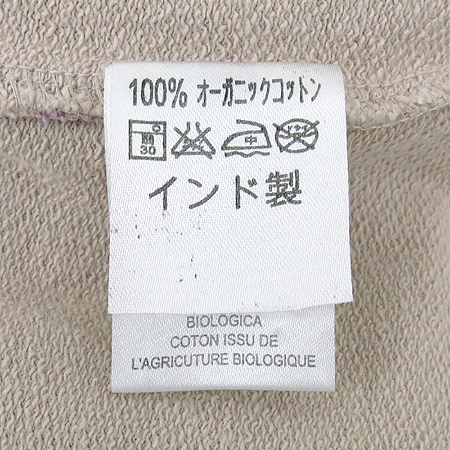 100% オーガニックコットン
弱 30 中
インド製
BIOLOGICA
COTON ISSU DE
L'AGRICUTURE BIOLOGIQUE